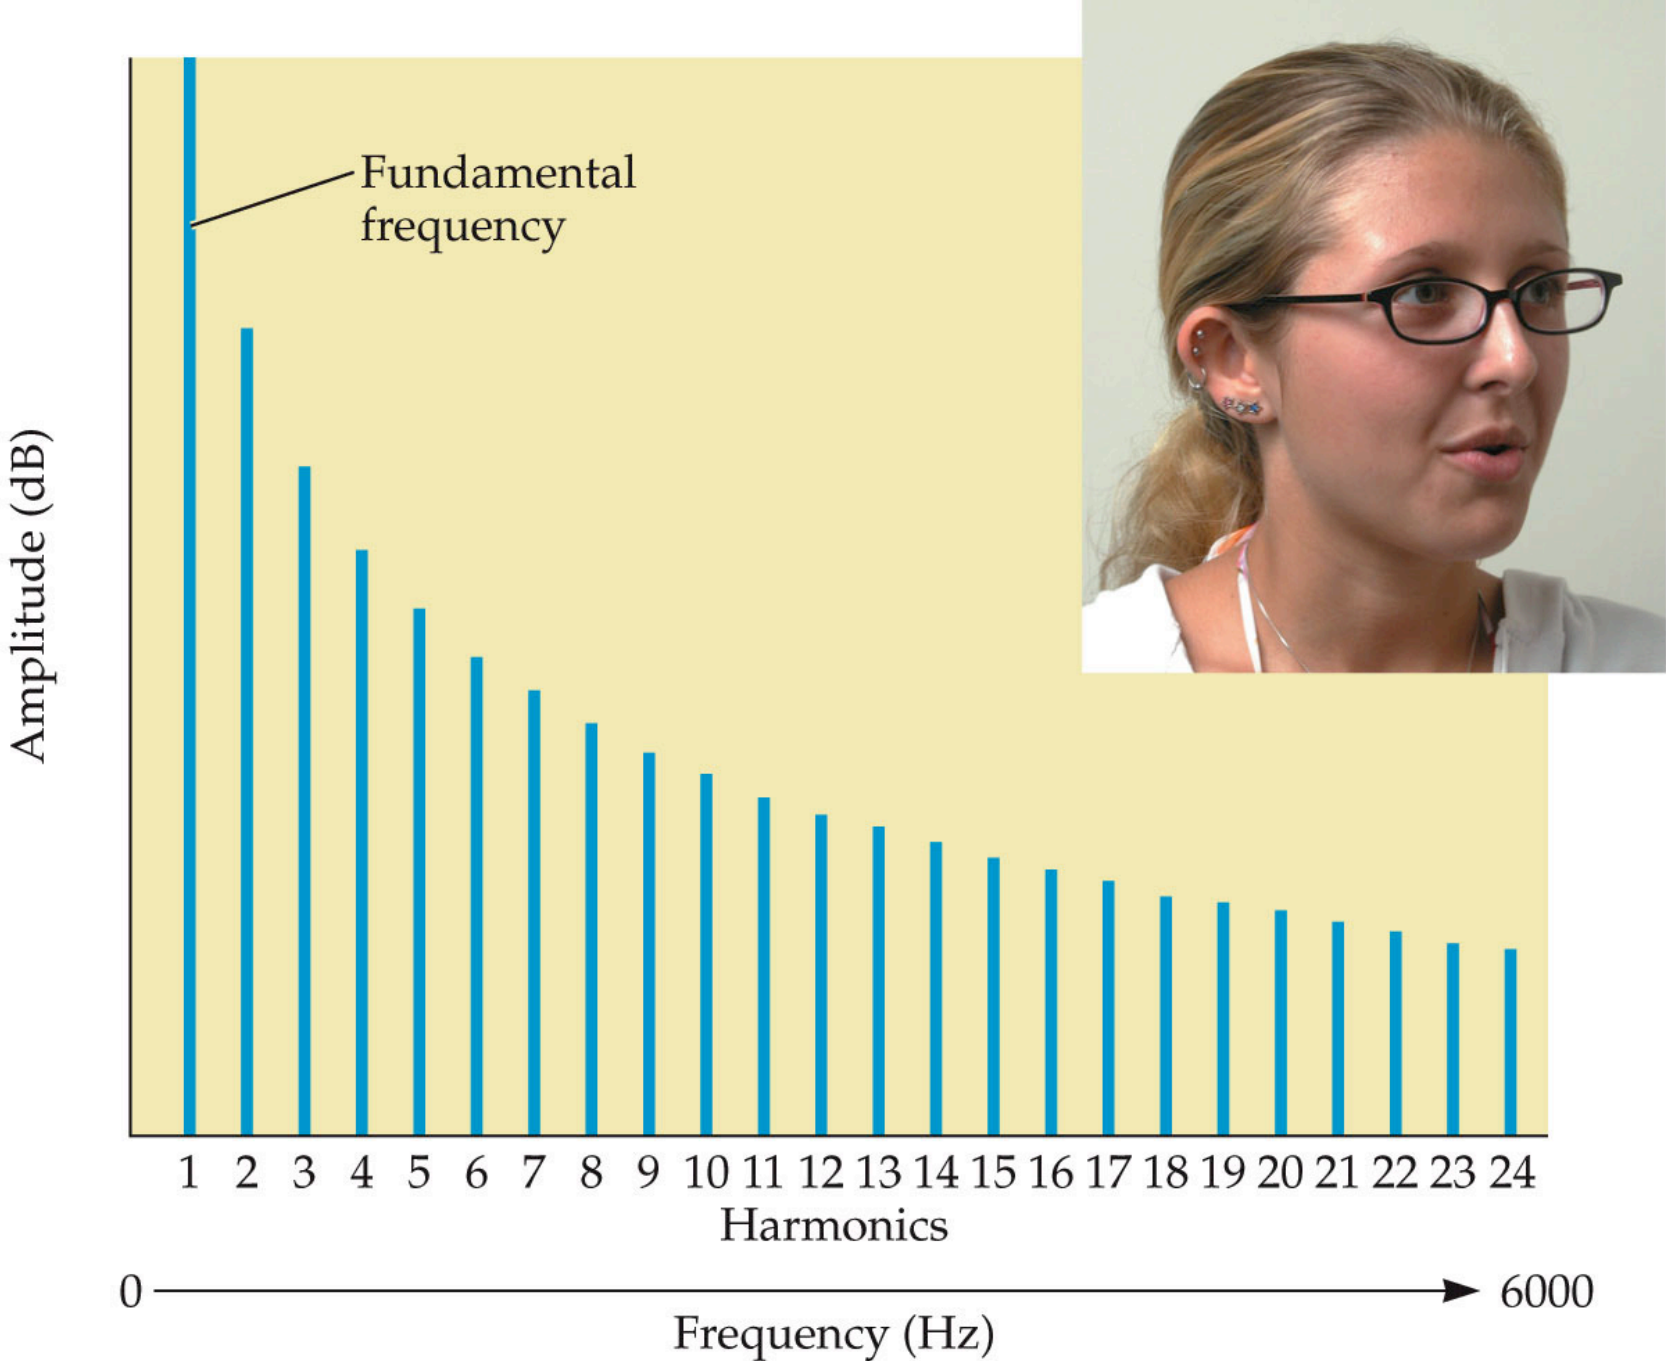 Fundamental
frequency
Amplitude (dB)
1 2 3 4 5 6 7 8 9 10 11 12 13 14 15 16 17 18 19 20 21 22 23 24
Harmonics
0 6000
Frequency (Hz)